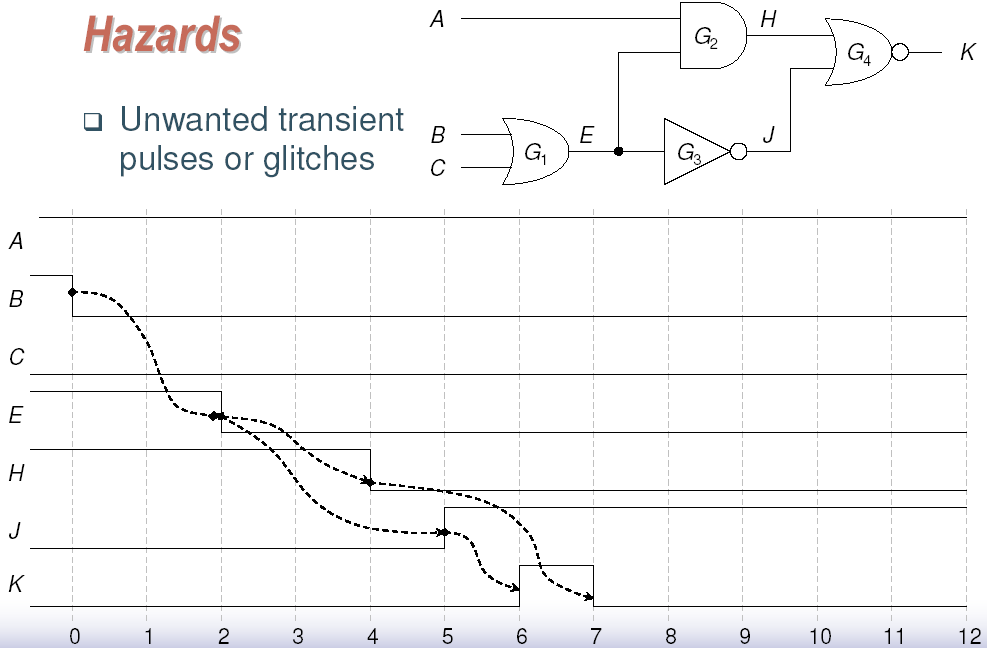 Hazards
❑ Unwanted transient
pulses or glitches
A
H
G2
G4
K
B
E
J
C
G1
G3
A
B
C
E
H
J
K
0 1 2 3 4 5 6 7 8 9 10 11 12